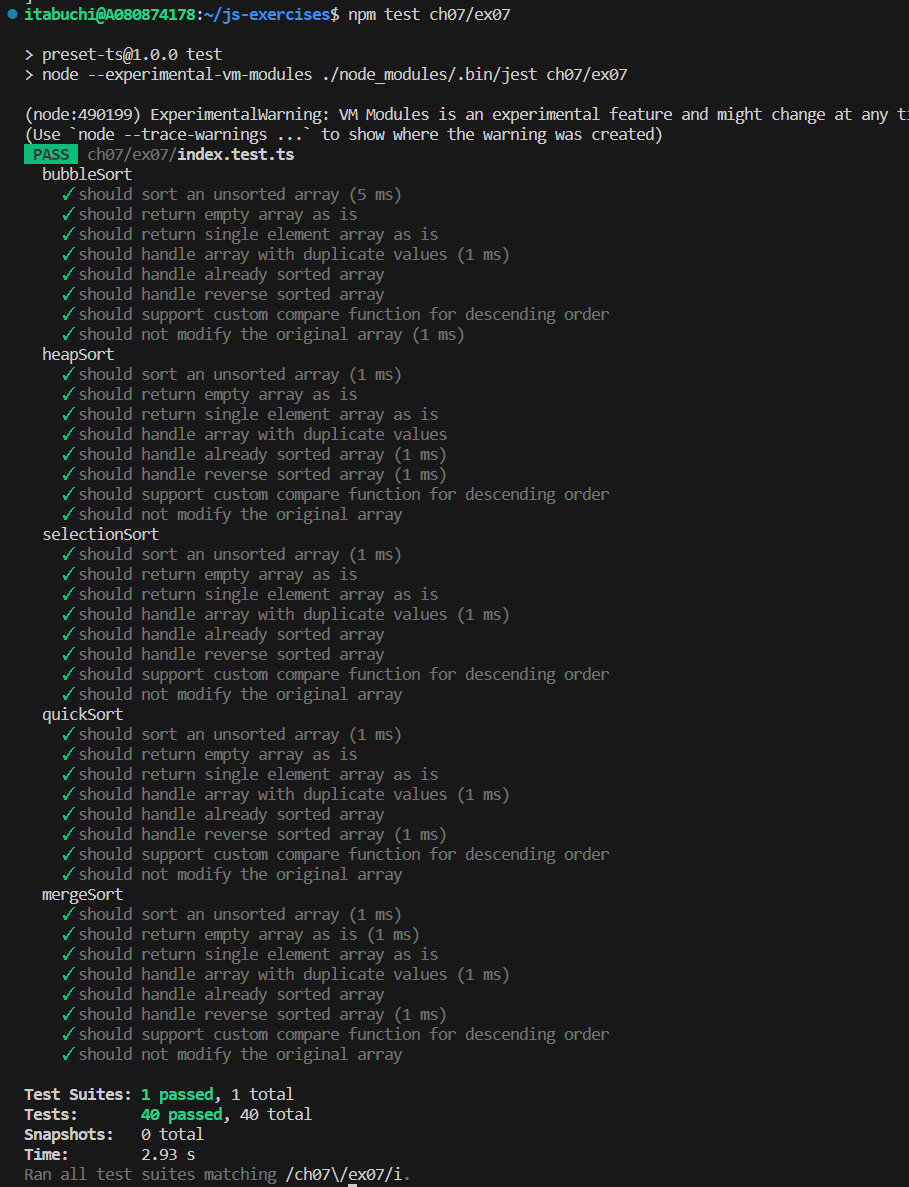 itabuchi@A080874178:~/js-exercises$ npm test ch07/ex07
> preset-ts@1.0.0 test
> node --experimental-vm-modules ./node_modules/.bin/jest ch07/ex07
(node:490199) ExperimentalWarning: VM Modules is an experimental feature and might change at any
(Use `node --trace-warnings ...` to show where the warning was created)
PASS ch07/ex07/index.test.ts
bubbleSort
✓ should sort an unsorted array (5 ms)
✓ should return empty array as is
✓ should return single element array as is
✓ should handle array with duplicate values (1 ms)
✓ should handle already sorted array
✓ should handle reverse sorted array
✓ should support custom compare function for descending order
✓ should not modify the original array (1 ms)
heapSort
✓ should sort an unsorted array (1 ms)
✓ should return empty array as is
✓ should return single element array as is
✓ should handle array with duplicate values
✓ should handle already sorted array (1 ms)
✓ should handle reverse sorted array (1 ms)
✓ should support custom compare function for descending order
✓ should not modify the original array
selectionSort
✓ should sort an unsorted array (1 ms)
✓ should return empty array as is
✓ should return single element array as is
✓ should handle array with duplicate values (1 ms)
✓ should handle already sorted array
✓ should handle reverse sorted array
✓ should support custom compare function for descending order
✓ should not modify the original array
quickSort
✓ should sort an unsorted array (1 ms)
✓ should return empty array as is
✓ should return single element array as is
✓ should handle array with duplicate values (1 ms)
✓ should handle already sorted array
✓ should handle reverse sorted array (1 ms)
✓ should support custom compare function for descending order
✓ should not modify the original array
mergeSort
✓ should sort an unsorted array (1 ms)
✓ should return empty array as is (1 ms)
✓ should return single element array as is
✓ should handle array with duplicate values (1 ms)
✓ should handle already sorted array
✓ should handle reverse sorted array (1 ms)
✓ should support custom compare function for descending order
✓ should not modify the original array
Test Suites: 1 passed, 1 total
Tests: 40 passed, 40 total
Snapshots: 0 total
Time: 2.93 s
Ran all test suites matching /ch07\/ex07/i.